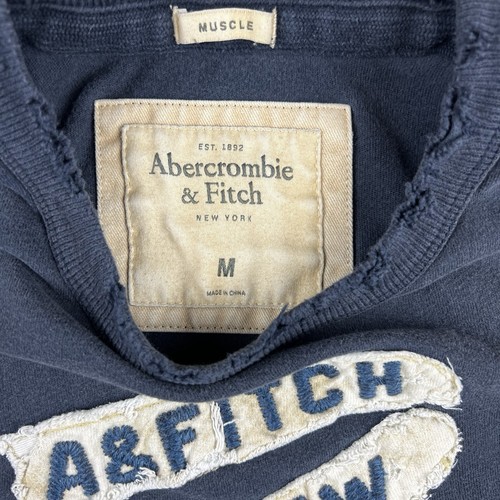 MUSCLE
EST. 1892
Abercrombie
& Fitch
NEW YORK
M
MADE IN CHINA
A&FITCH